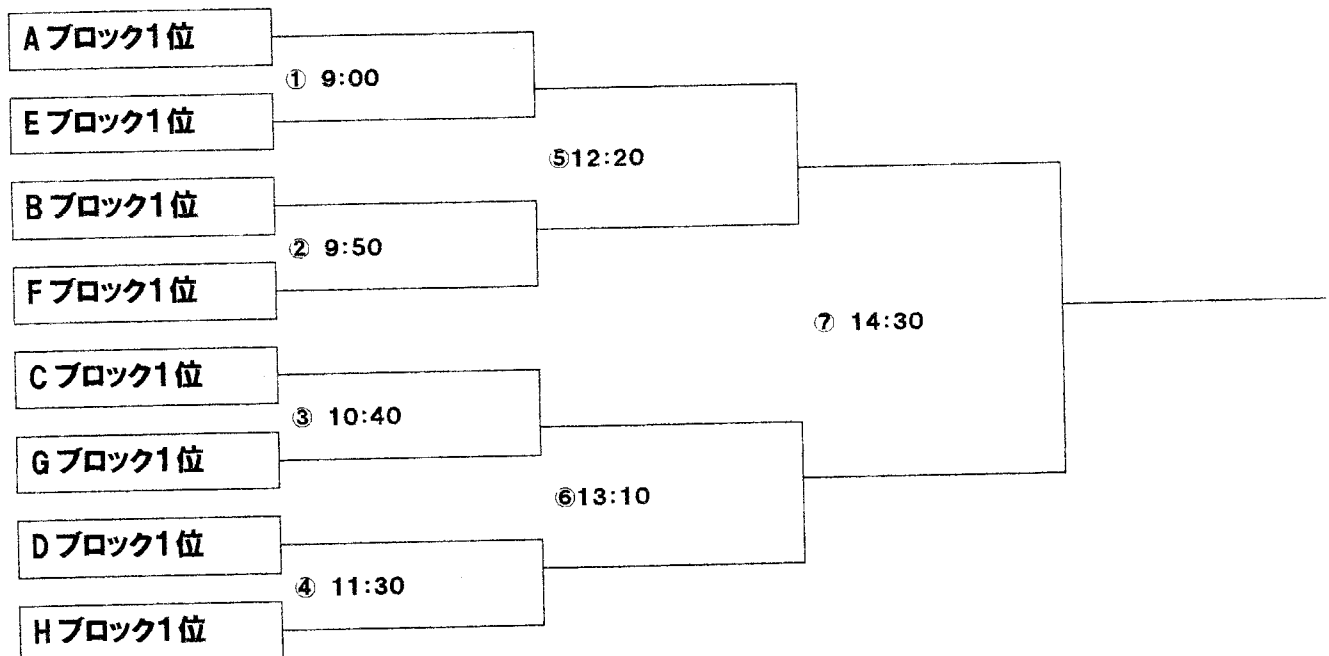 Aブロック1位
① 9:00
Eブロック1位
⑤12:20
Bブロック1位
② 9:50
Fブロック1位
⑦ 14:30
Cブロック1位
③ 10:40
Gブロック1位
⑥13:10
Dブロック1位
④ 11:30
Hブロック1位